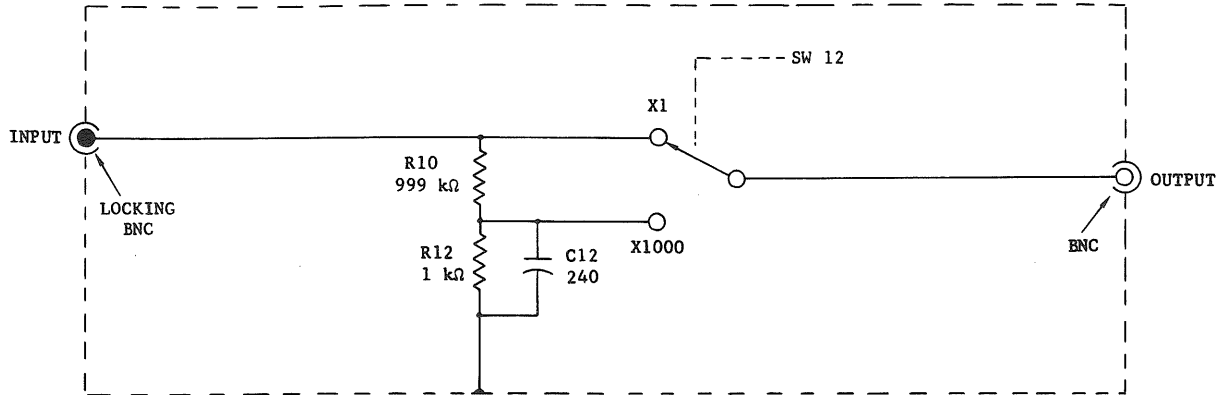 SW 12
X1
INPUT
R10
999 kΩ
OUTPUT
LOCKING
BNC
X1000
BNC
R12
1 kΩ
C12
240